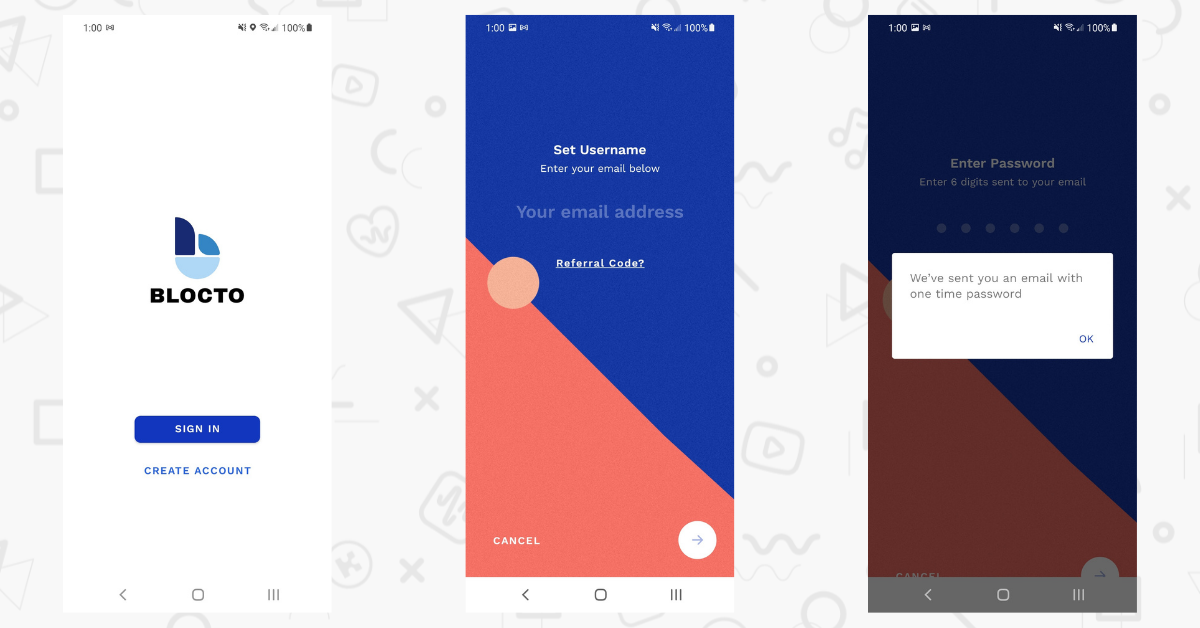 1:00
100%
BLOCTO
SIGN IN
CREATE ACCOUNT
1:00
100%
Set Username
Enter your email below
Your email address
Referral Code?
CANCEL
1:00
100%
Enter Password
Enter 6 digits sent to your email
We've sent you an email with
one time password
OK
CANCEL